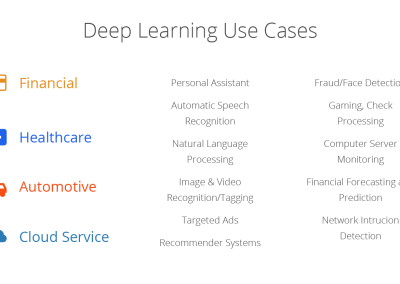 Deep Learning Use Cases
Financial
Healthcare
Automotive
Cloud Service
Personal Assistant
Automatic Speech
Recognition
Natural Language
Processing
Image & Video
Recognition/Tagging
Targeted Ads
Recommender Systems
Fraud/Face Detectio
Gaming, Check
Processing
Computer Server
Monitoring
Financial Forecasting a
Prediction
Network Intrucion
Detection